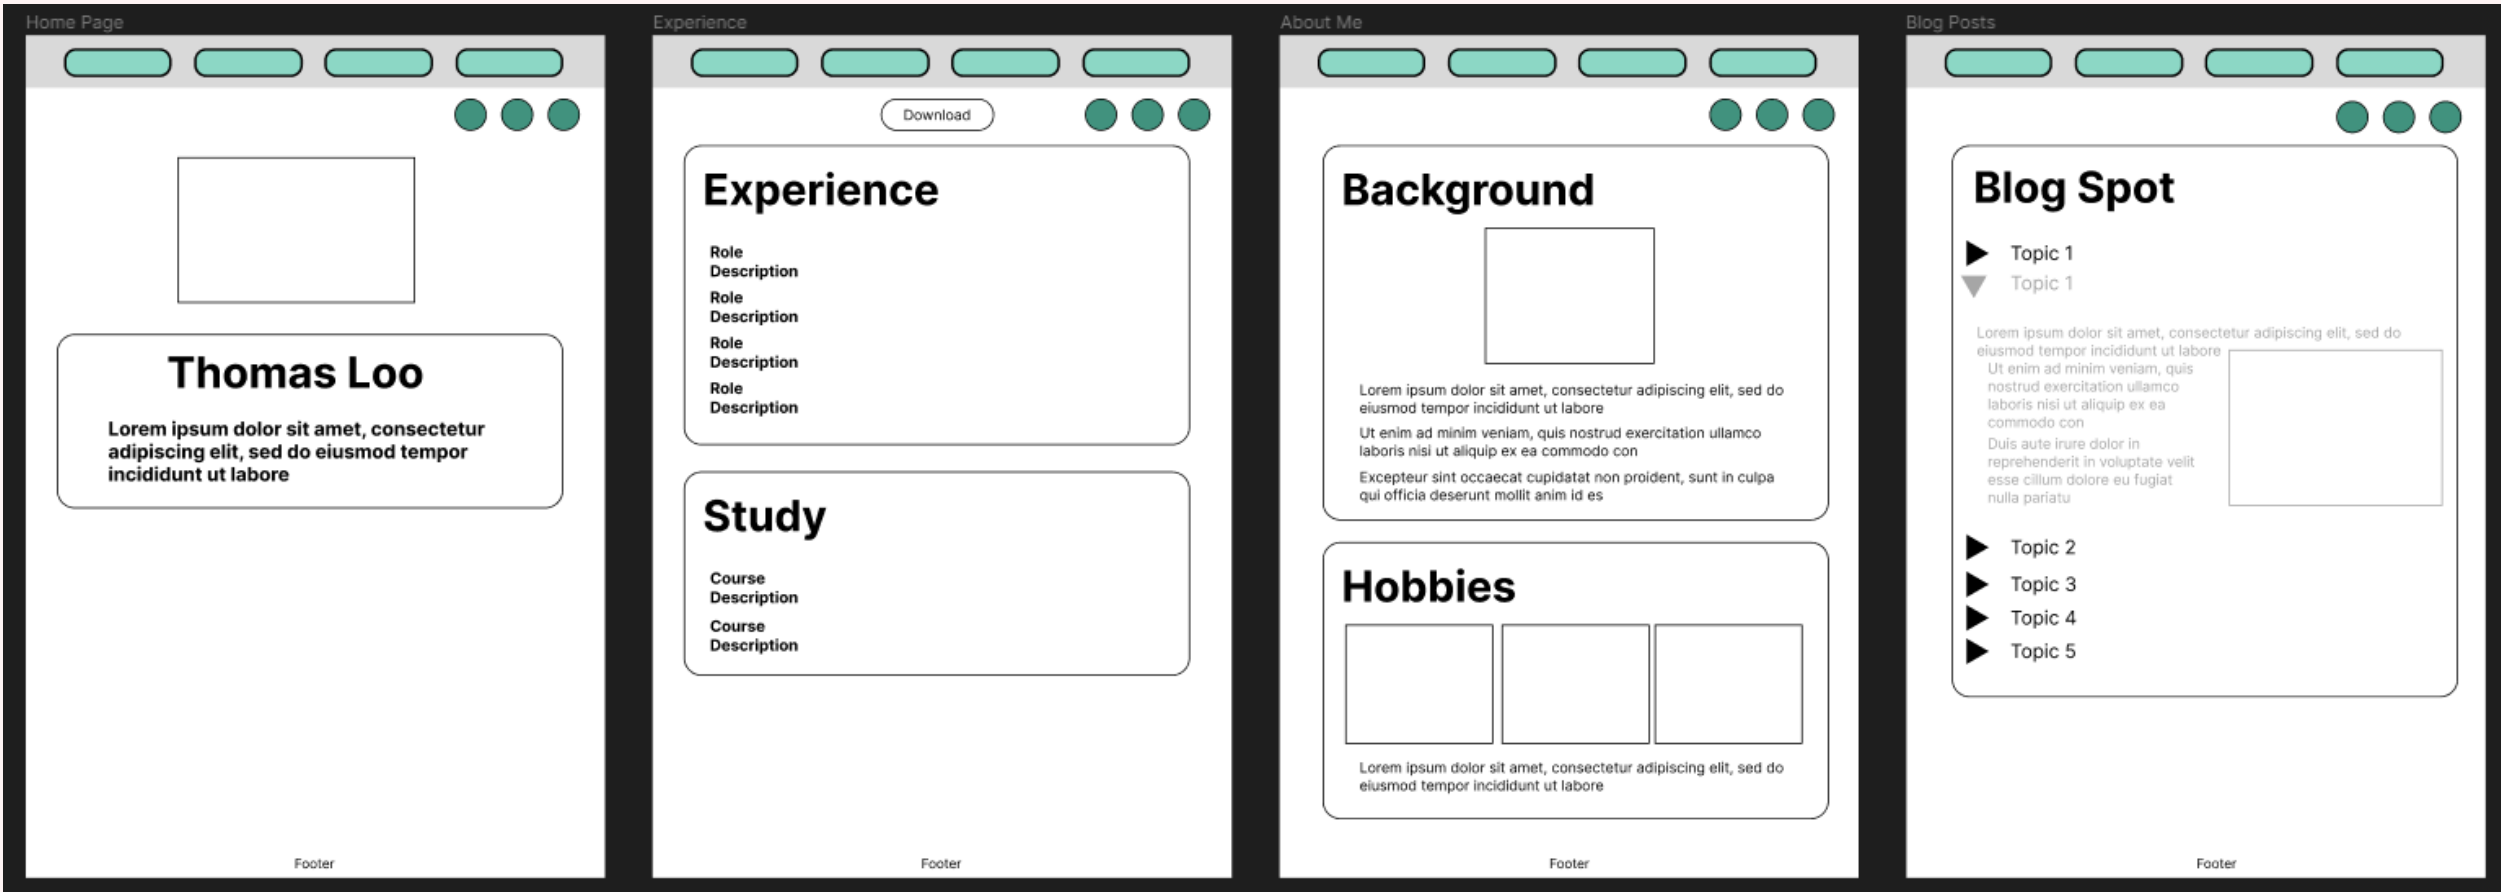 Home Page
Thomas Loo
Lorem ipsum dolor sit amet, consectetur
adipiscing elit, sed do eiusmod tempor
incididunt ut labore
Footer
Experience
Download
Experience
Role
Description
Role
Description
Role
Description
Role
Description
Study
Course
Description
Course
Description
Footer
About Me
Background
Lorem ipsum dolor sit amet, consectetur adipiscing elit, sed do
eiusmod tempor incididunt ut labore
Ut enim ad minim veniam, quis nostrud exercitation ullamco
laboris nisi ut aliquip ex ea commodo con
Excepteur sint occaecat cupidatat non proident, sunt in culpa
qui officia deserunt mollit anim id es
Hobbies
Lorem ipsum dolor sit amet, consectetur adipiscing elit, sed do
eiusmod tempor incididunt ut labore
Footer
Blog Posts
Blog Spot
Topic 1
Topic 1
Lorem ipsum dolor sit amet, consectetur adipiscing elit, sed do
eiusmod tempor incididunt ut labore
Ut enim ad minim veniam, quis
nostrud exercitation ullamco
laboris nisi ut aliquip ex ea
commodo con
Duis aute irure dolor in
reprehenderit in voluptate velit
esse cillum dolore eu fugiat
nulla pariatu
Topic 2
Topic 3
Topic 4
Topic 5
Footer